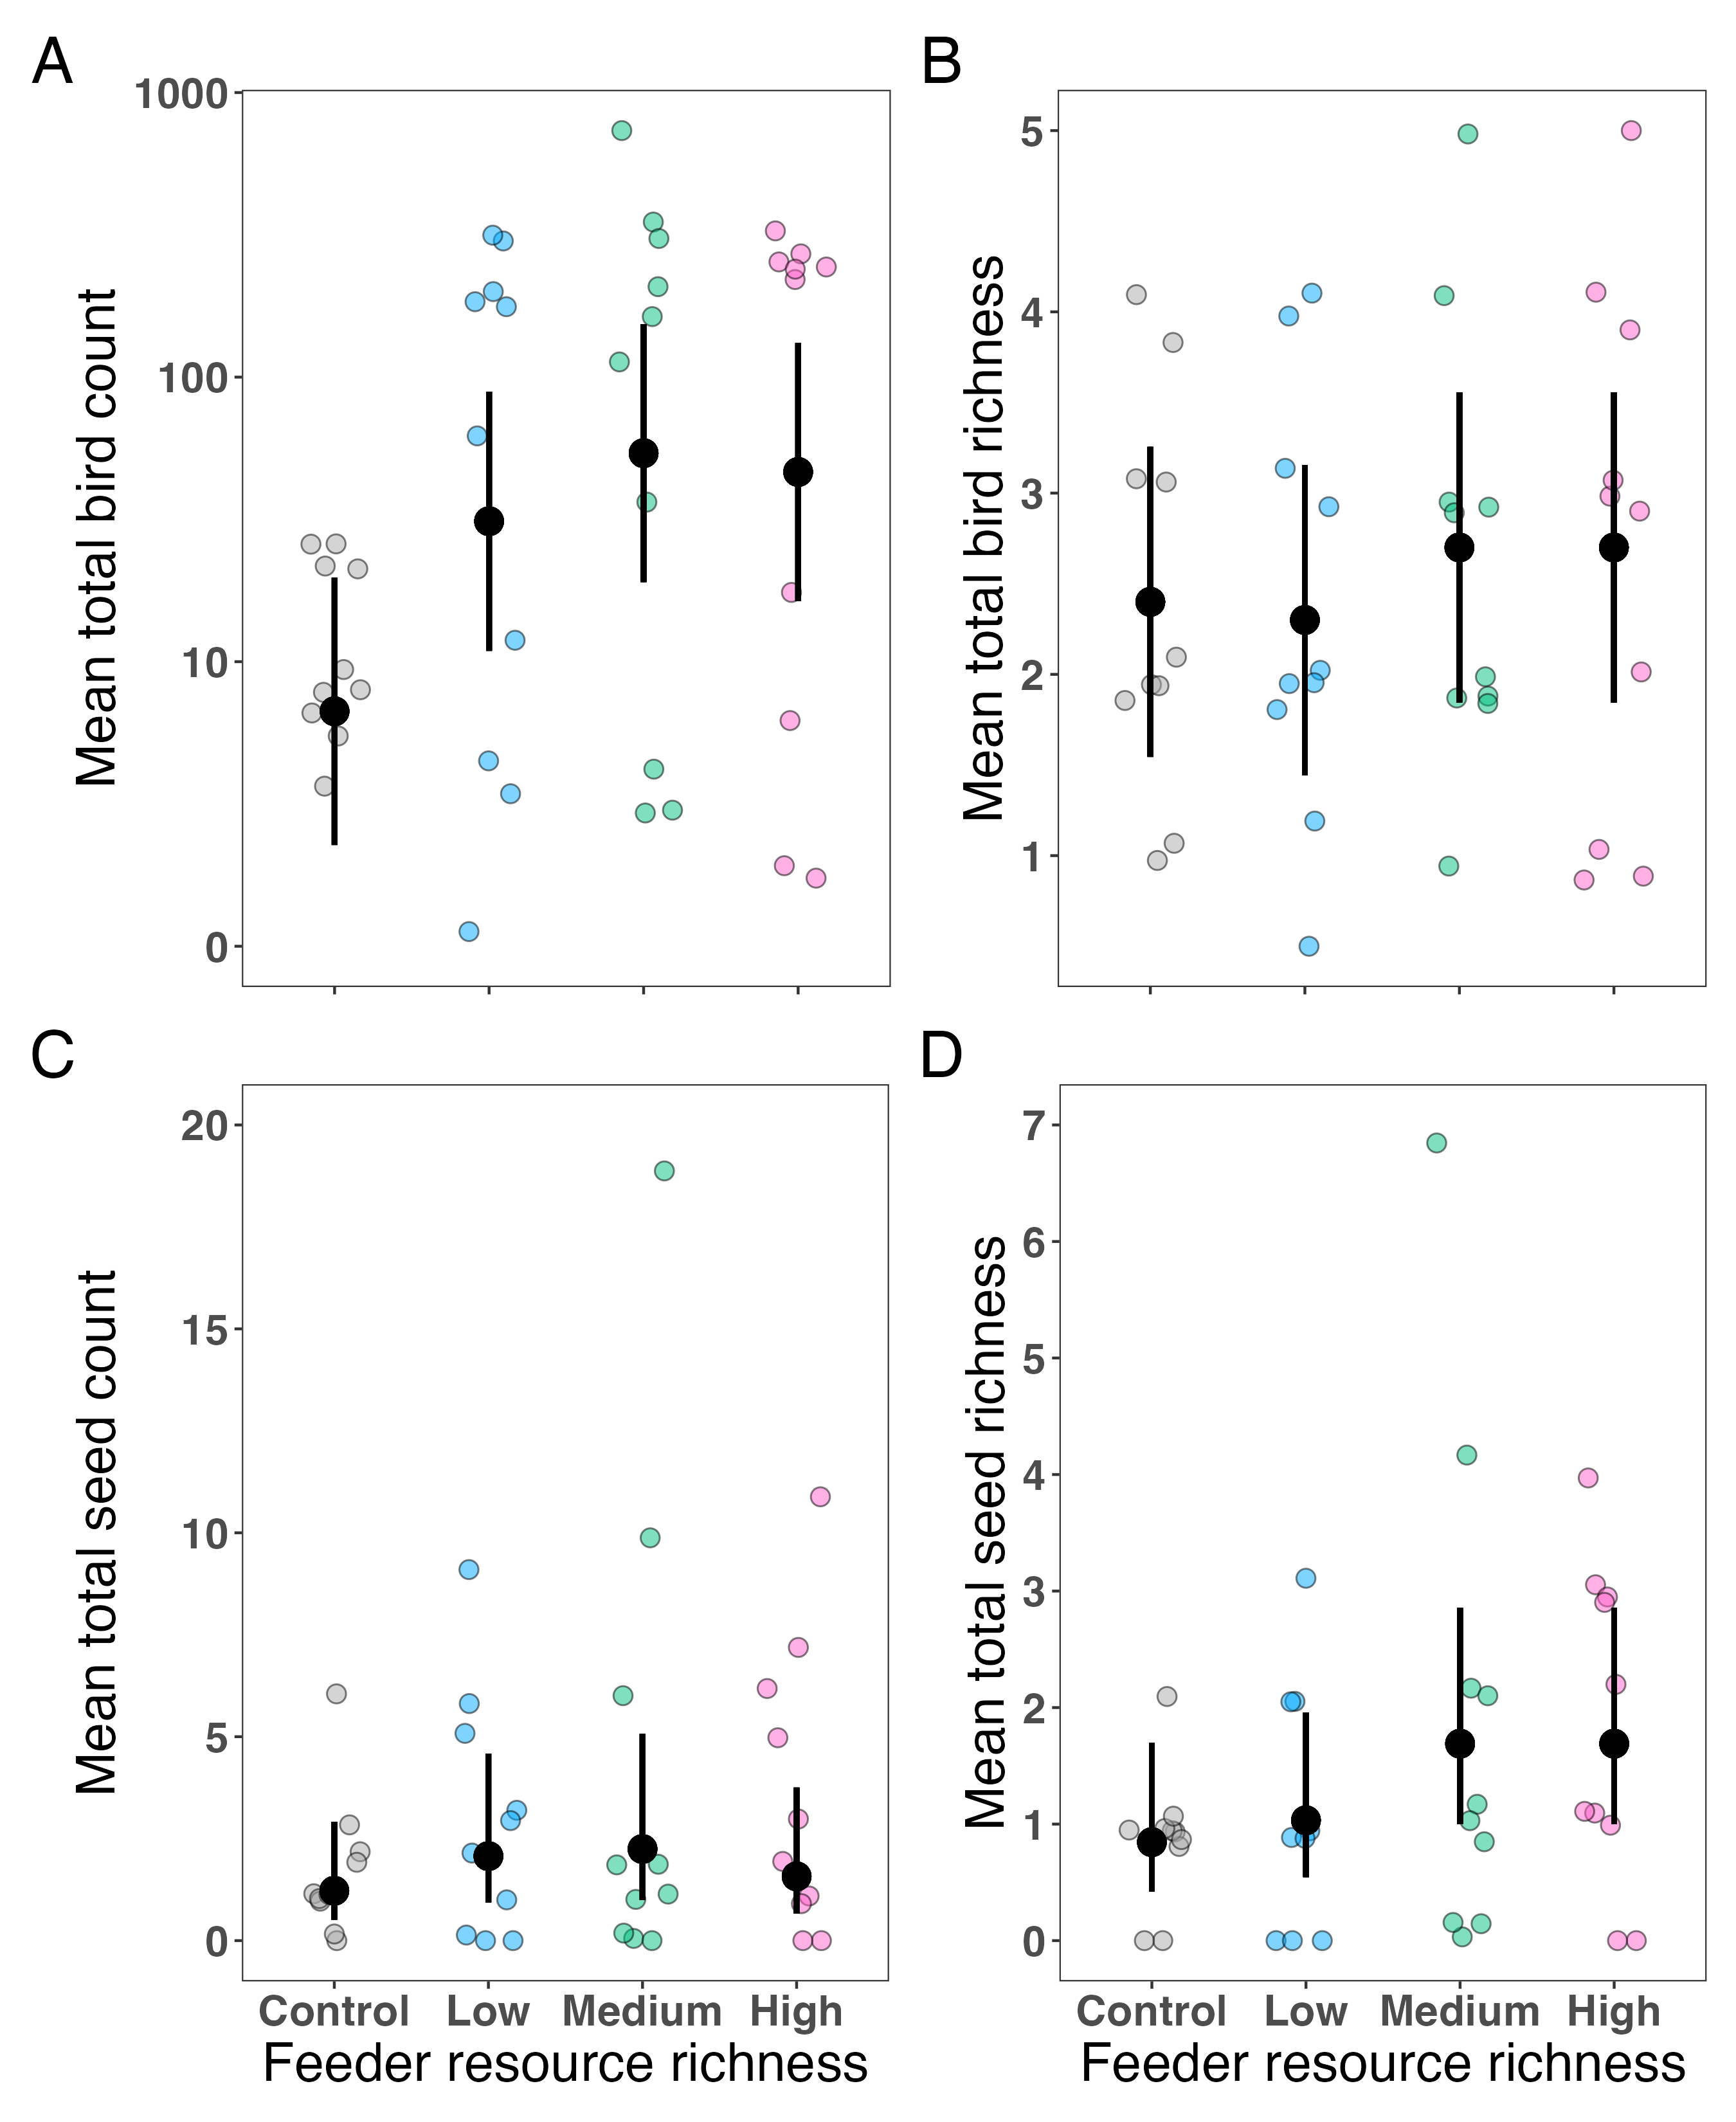 A
B
1000
100
10
0
Mean total bird count
5
4
3
2
1
Mean total bird richness
C
D
20
15
10
5
0
Mean total seed count
7
6
5
4
3
2
1
0
Mean total seed richness
Control Low Medium High
Feeder resource richness
Control Low Medium High
Feeder resource richness